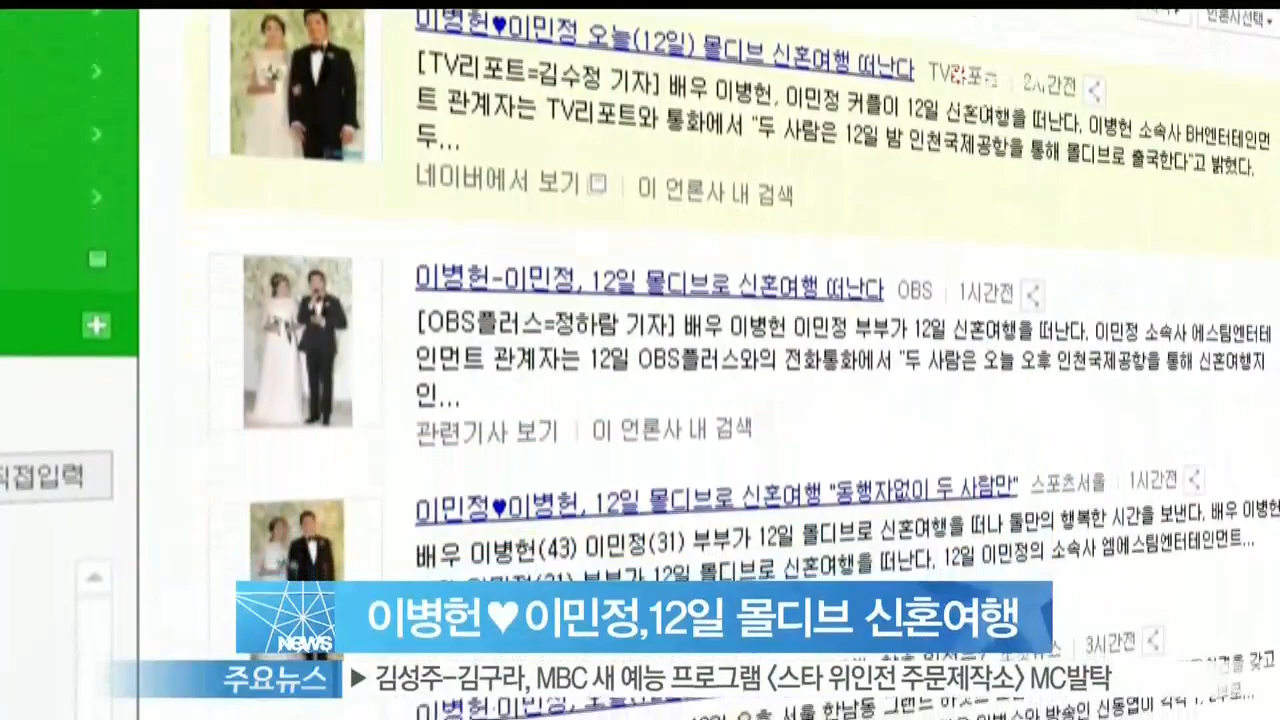 이병헌♥이민정 오늘(12일) 몰디브 신혼여행 떠난다 2시간전
[TV리포트=김수정 기자] 배우 이병헌, 이민정 커플이 12일 신혼여행을 떠난다. 이병헌 소속사 BH엔터테인먼
트 관계자는 TV리포트와 통화에서 "두 사람은 12일 밤 인천국제공항을 통해 몰디브로 출국한다"고 밝혔다.
두...
네이버에서 보기 | 이 언론사 내 검색
이병헌-이민정, 12일 몰디브로 신혼여행 떠난다 OBS | 1시간전
[OBS플러스=정하람 기자] 배우 이병헌 이민정 부부가 12일 신혼여행을 떠난다. 이민정 소속사 에스팀엔터테
인먼트 관계자는 12일 OBS플러스와의 전화통화에서 "두 사람은 오늘 오후 인천국제공항을 통해 신혼여행지
인...
관련기사 보기 | 이 언론사 내 검색
직접입력
이민정♥이병헌, 12일 몰디브로 신혼여행 "동행자없이 두 사람만" 스포츠서울 | 1시간전
배우 이병헌(43) 이민정(31) 부부가 12일 몰디브로 신혼여행을 떠나 둘만의 행복한 시간을 보낸다. 배우 이병헌
부부가 12일 몰디브로 신혼여행을 떠난다. 12일 이민정의 소속사 엠에스팀엔터테인먼트...
NEWS
이병헌♥이민정,12일 몰디브 신혼여행
3시간전
주요뉴스 ▶ 김성주-김구라, MBC 새 예능 프로그램 <스타 위인전 주문제작소> MC발탁